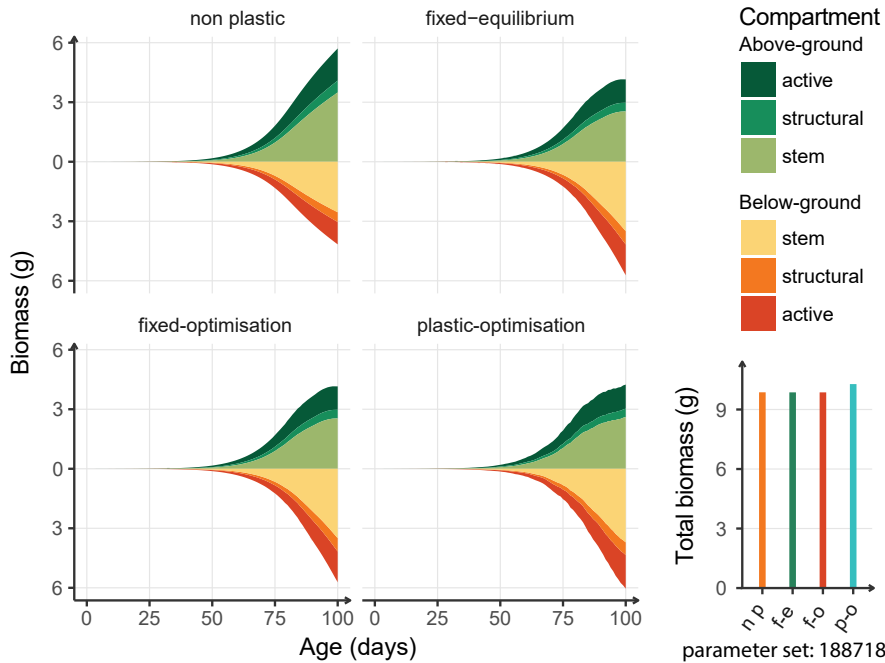 non plastic
fixed−equilibrium
6
3
0
3
6
fixed-optimisation
plastic-optimisation
6
3
0
3
6
0
25
50
75
100
0
25
50
75
100
Biomass (g)
Age (days)
Compartment
Above-ground
active
structural
stem
Below-ground
stem
structural
active
Total biomass (g)
9
6
3
0
n p
f-e
f-o
p-o
parameter set: 188718